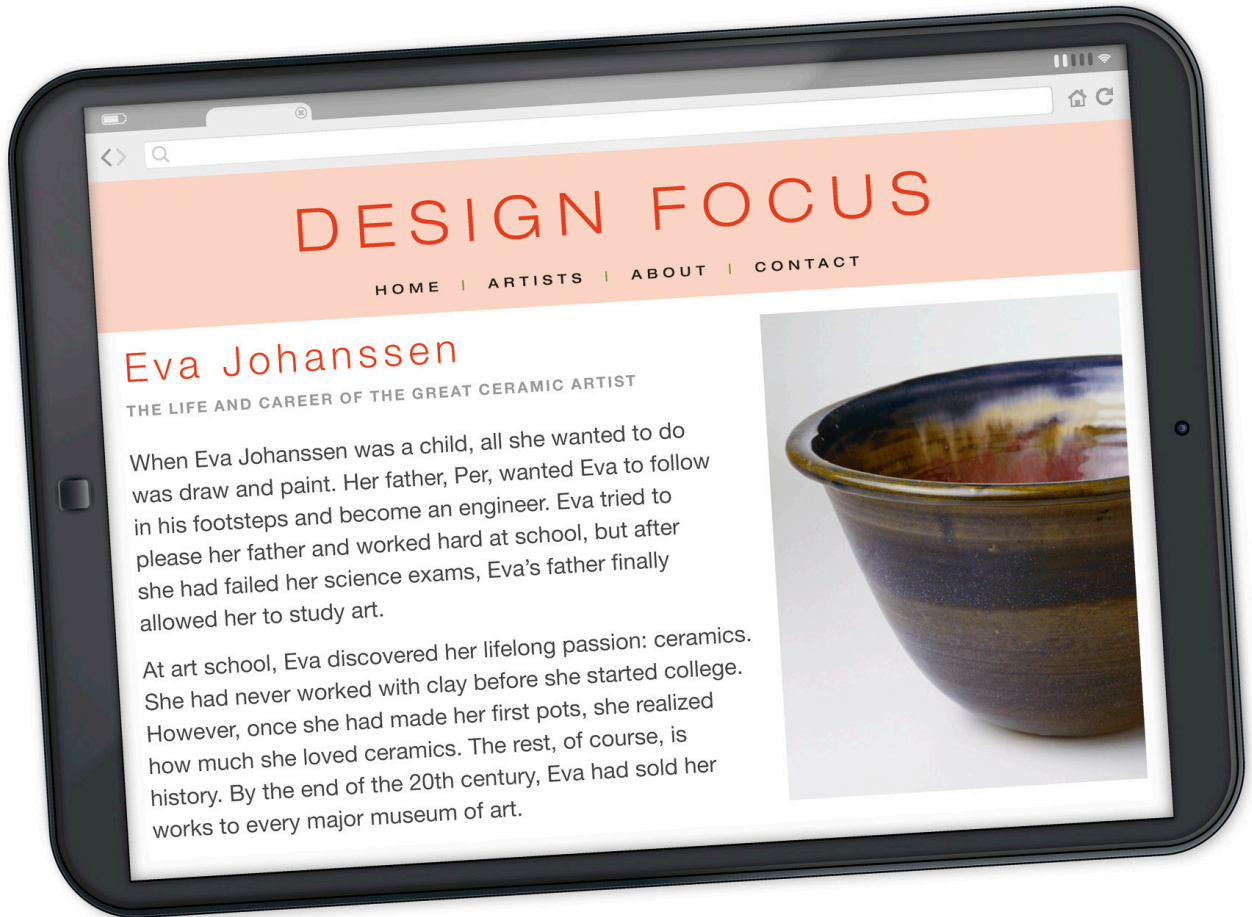 DESIGN FOCUS
HOME | ARTISTS | ABOUT | CONTACT
Eva Johanssen
THE LIFE AND CAREER OF THE GREAT CERAMIC ARTIST
When Eva Johanssen was a child, all she wanted to do
was draw and paint. Her father, Per, wanted Eva to follow
in his footsteps and become an engineer. Eva tried to
please her father and worked hard at school, but after
she had failed her science exams, Eva’s father finally
allowed her to study art.
At art school, Eva discovered her lifelong passion: ceramics.
She had never worked with clay before she started college.
However, once she had made her first pots, she realized
how much she loved ceramics. The rest, of course, is
history. By the end of the 20th century, Eva had sold her
works to every major museum of art.